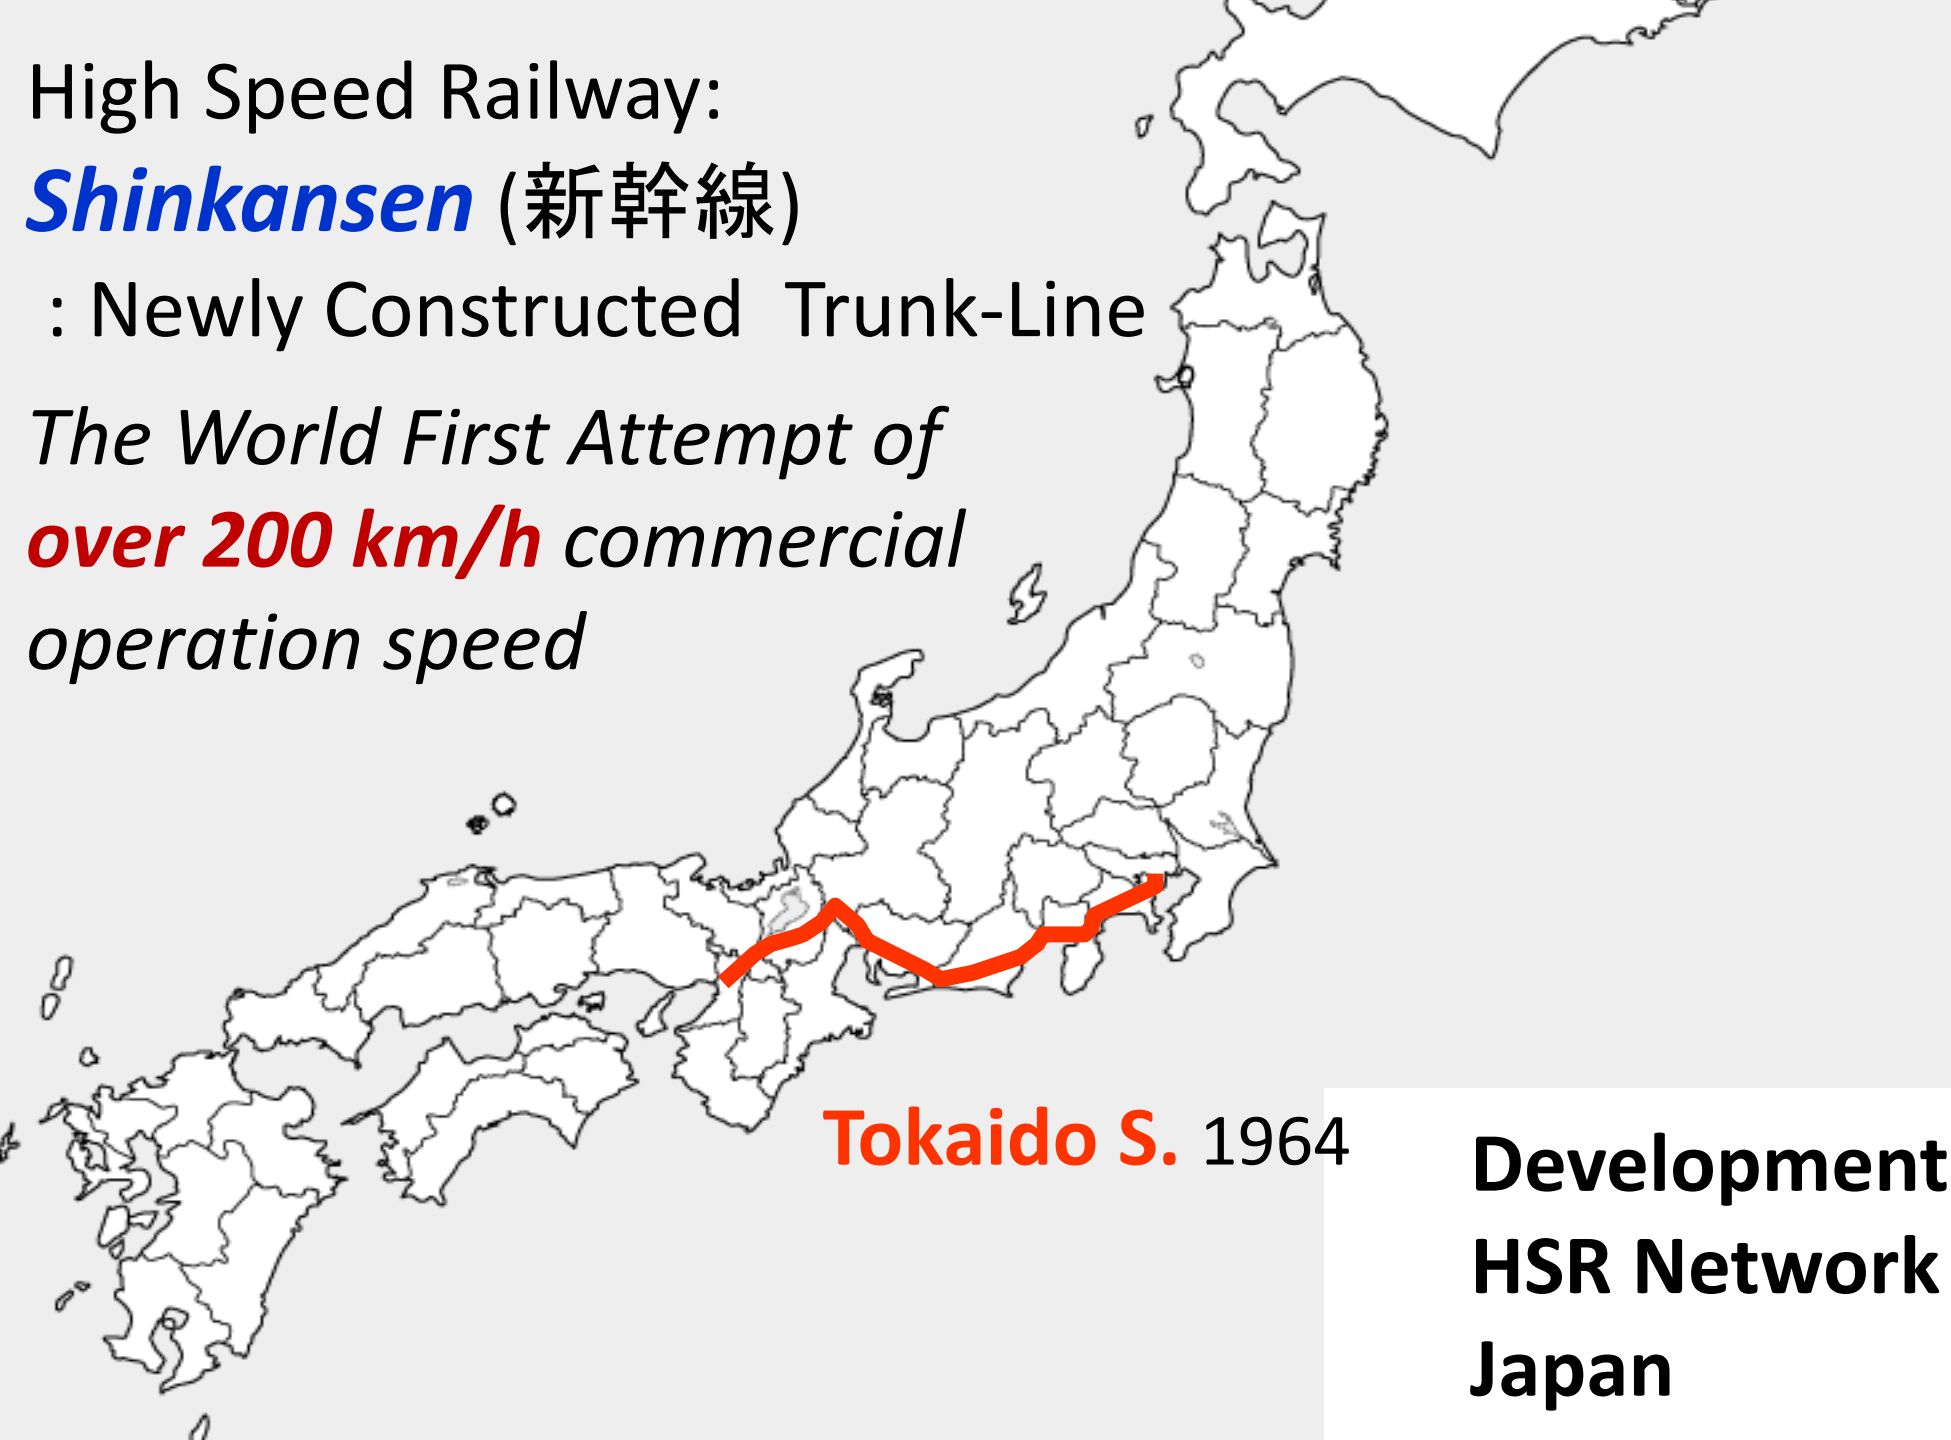 High Speed Railway:
Shinkansen (新幹線)
: Newly Constructed Trunk-Line
The World First Attempt of
over 200 km/h commercial
operation speed
Tokaido S. 1964
Development
HSR Network
Japan